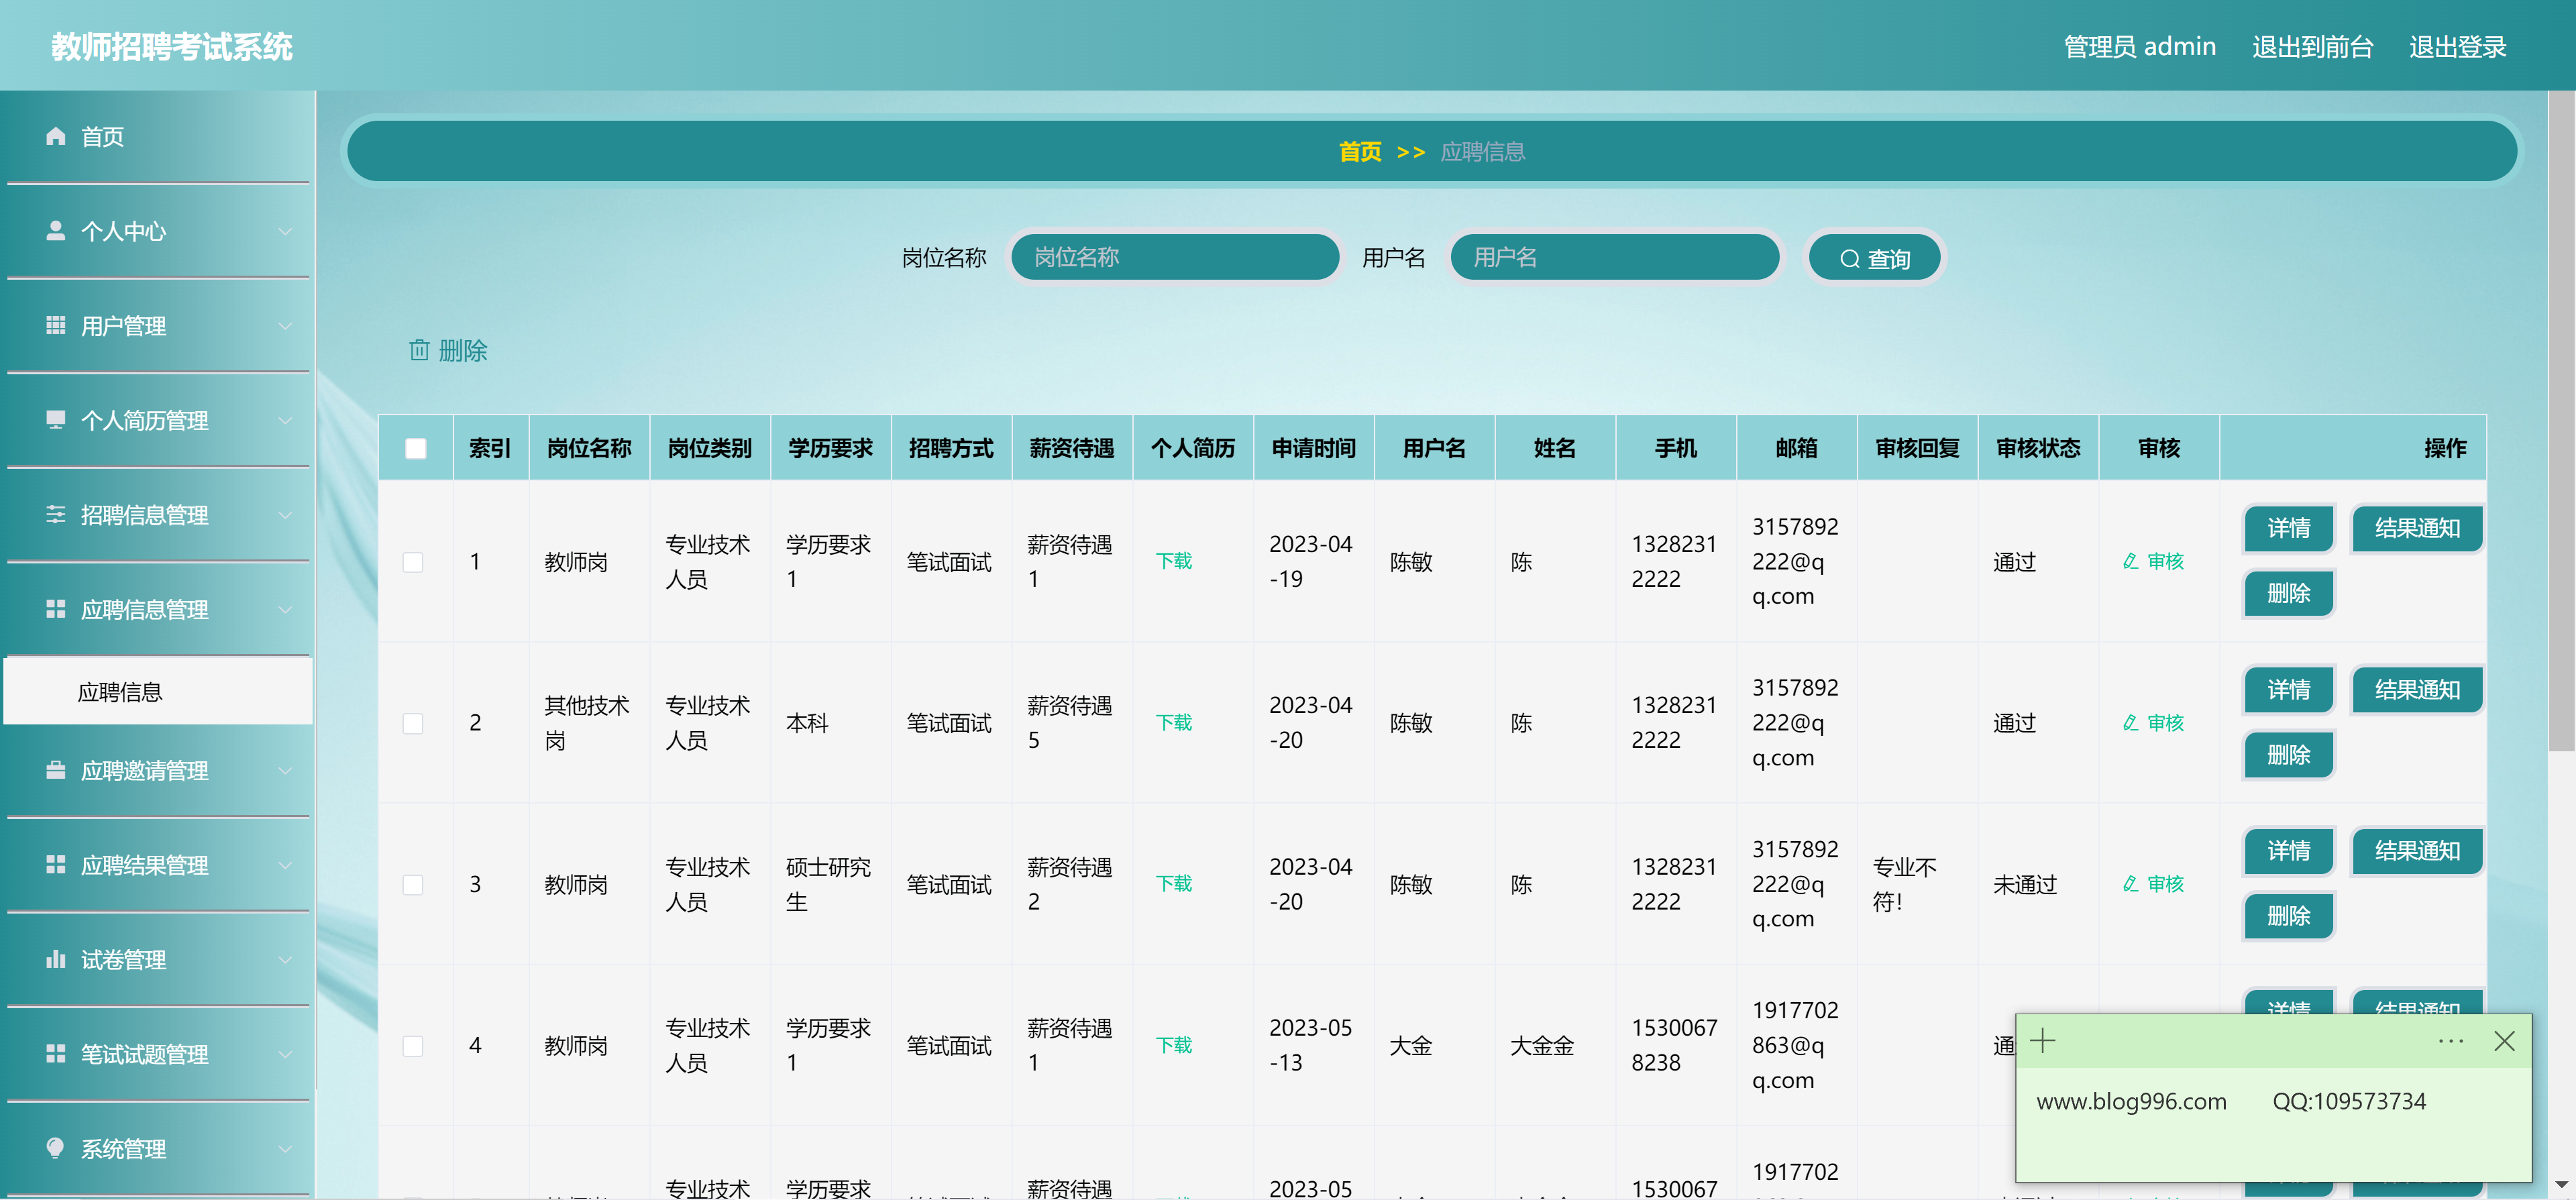 教师招聘考试系统
管理员 admin 退出到前台 退出登录
首页
个人中心
用户管理
个人简历管理
招聘信息管理
应聘信息管理
应聘信息
应聘邀请管理
应聘结果管理
试卷管理
笔试试题管理
系统管理
首页 >> 应聘信息
岗位名称 岗位名称 用户名 用户名 查询
删除
索引 岗位名称 岗位类别 学历要求 招聘方式 薪资待遇 个人简历 申请时间 用户名 姓名 手机 邮箱 审核回复 审核状态 审核 操作
1 教师岗 专业技术人员 学历要求1 笔试面试 薪资待遇1 下载 2023-04-19 陈敏 陈 13282312222 3157892222@qq.com 通过 审核 详情 结果通知 删除
2 其他技术岗 专业技术人员 本科 笔试面试 薪资待遇5 下载 2023-04-20 陈敏 陈 13282312222 3157892222@qq.com 通过 审核 详情 结果通知 删除
3 教师岗 专业技术人员 硕士研究生 笔试面试 薪资待遇2 下载 2023-04-20 陈敏 陈 13282312222 3157892222@qq.com 专业不符! 未通过 审核 详情 结果通知 删除
4 教师岗 专业技术人员 学历要求1 笔试面试 薪资待遇1 下载 2023-05-13 大金 大金金 15300678238 1917702863@qq.com 通 详情 结果通知
专业技术 学历要求 薪资待遇 2023-05 1530067 1917702
www.blog996.com QQ:109573734